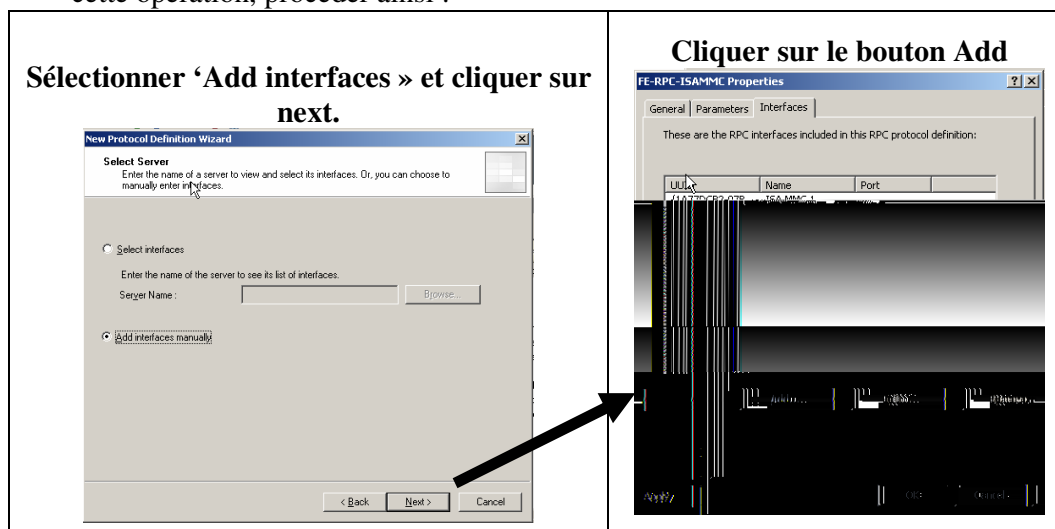 cette opération, procéder ainsi :
Sélectionner ‘Add interfaces » et cliquer sur
next.
New Protocol Definition Wizard
Select Server
Enter the name of a server to view and select its interfaces. Or, you can choose to
manually enter interfaces.
Select interfaces
Enter the name of the server to see its list of interfaces.
Server Name :
Browse...
Add interfaces manually
< Back Next > Cancel
Cliquer sur le bouton Add
FE-RPC-ISAMMC Properties
General Parameters Interfaces
These are the RPC interfaces included in this RPC protocol definition:
Name Port
Apply